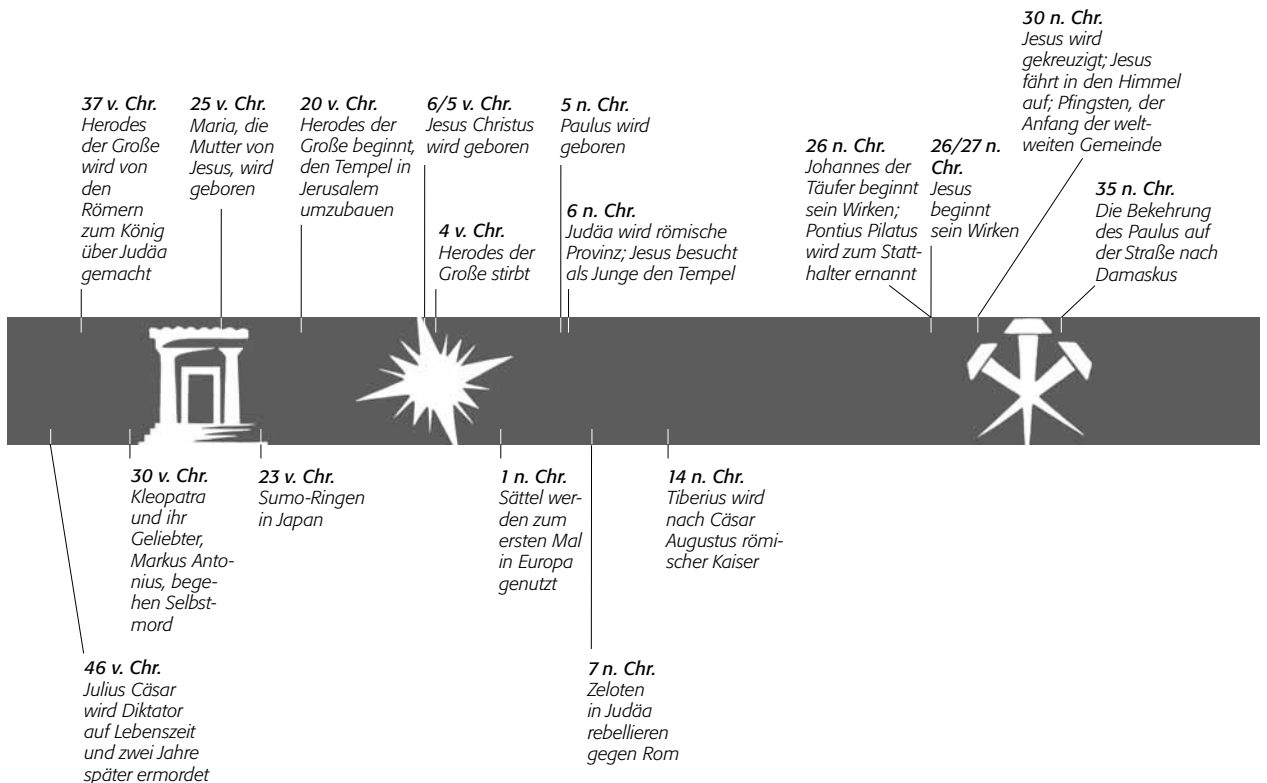 37 v. Chr.
Herodes
der Große
wird von
den
Römern
zum König
über Judäa
gemacht
25 v. Chr.
Maria, die
Mutter von
Jesus, wird
geboren
20 v. Chr.
Herodes der
Große beginnt,
den Tempel in
Jerusalem
umzubauen
6/5 v. Chr.
Jesus Christus
wird geboren
4 v. Chr.
Herodes der
Große stirbt
5 n. Chr.
Paulus wird
geboren
6 n. Chr.
Judäa wird römische
Provinz; Jesus besucht
als Junge den Tempel
26 n. Chr.
Johannes der
Täufer beginnt
sein Wirken;
Pontius Pilatus
wird zum Statt-
halter ernannt
26/27 n.
Chr.
Jesus
beginnt
sein Wirken
30 n. Chr.
Jesus wird
gekreuzigt; Jesus
fährt in den Himmel
auf; Pfingsten, der
Anfang der welt-
weiten Gemeinde
35 n. Chr.
Die Bekehrung
des Paulus auf
der Straße nach
Damaskus
46 v. Chr.
Julius Cäsar
wird Diktator
auf Lebenszeit
und zwei Jahre
später ermordet
30 v. Chr.
Kleopatra
und ihr
Geliebter,
Markus Anto-
nius, bege-
hen Selbst-
mord
23 v. Chr.
Sumo-Ringen
in Japan
1 n. Chr.
Sättel wer-
den zum
ersten Mal
in Europa
genutzt
7 n. Chr.
Zeloten
in Judäa
rebellieren
gegen Rom
14 n. Chr.
Tiberius wird
nach Cäsar
Augustus römi-
scher Kaiser